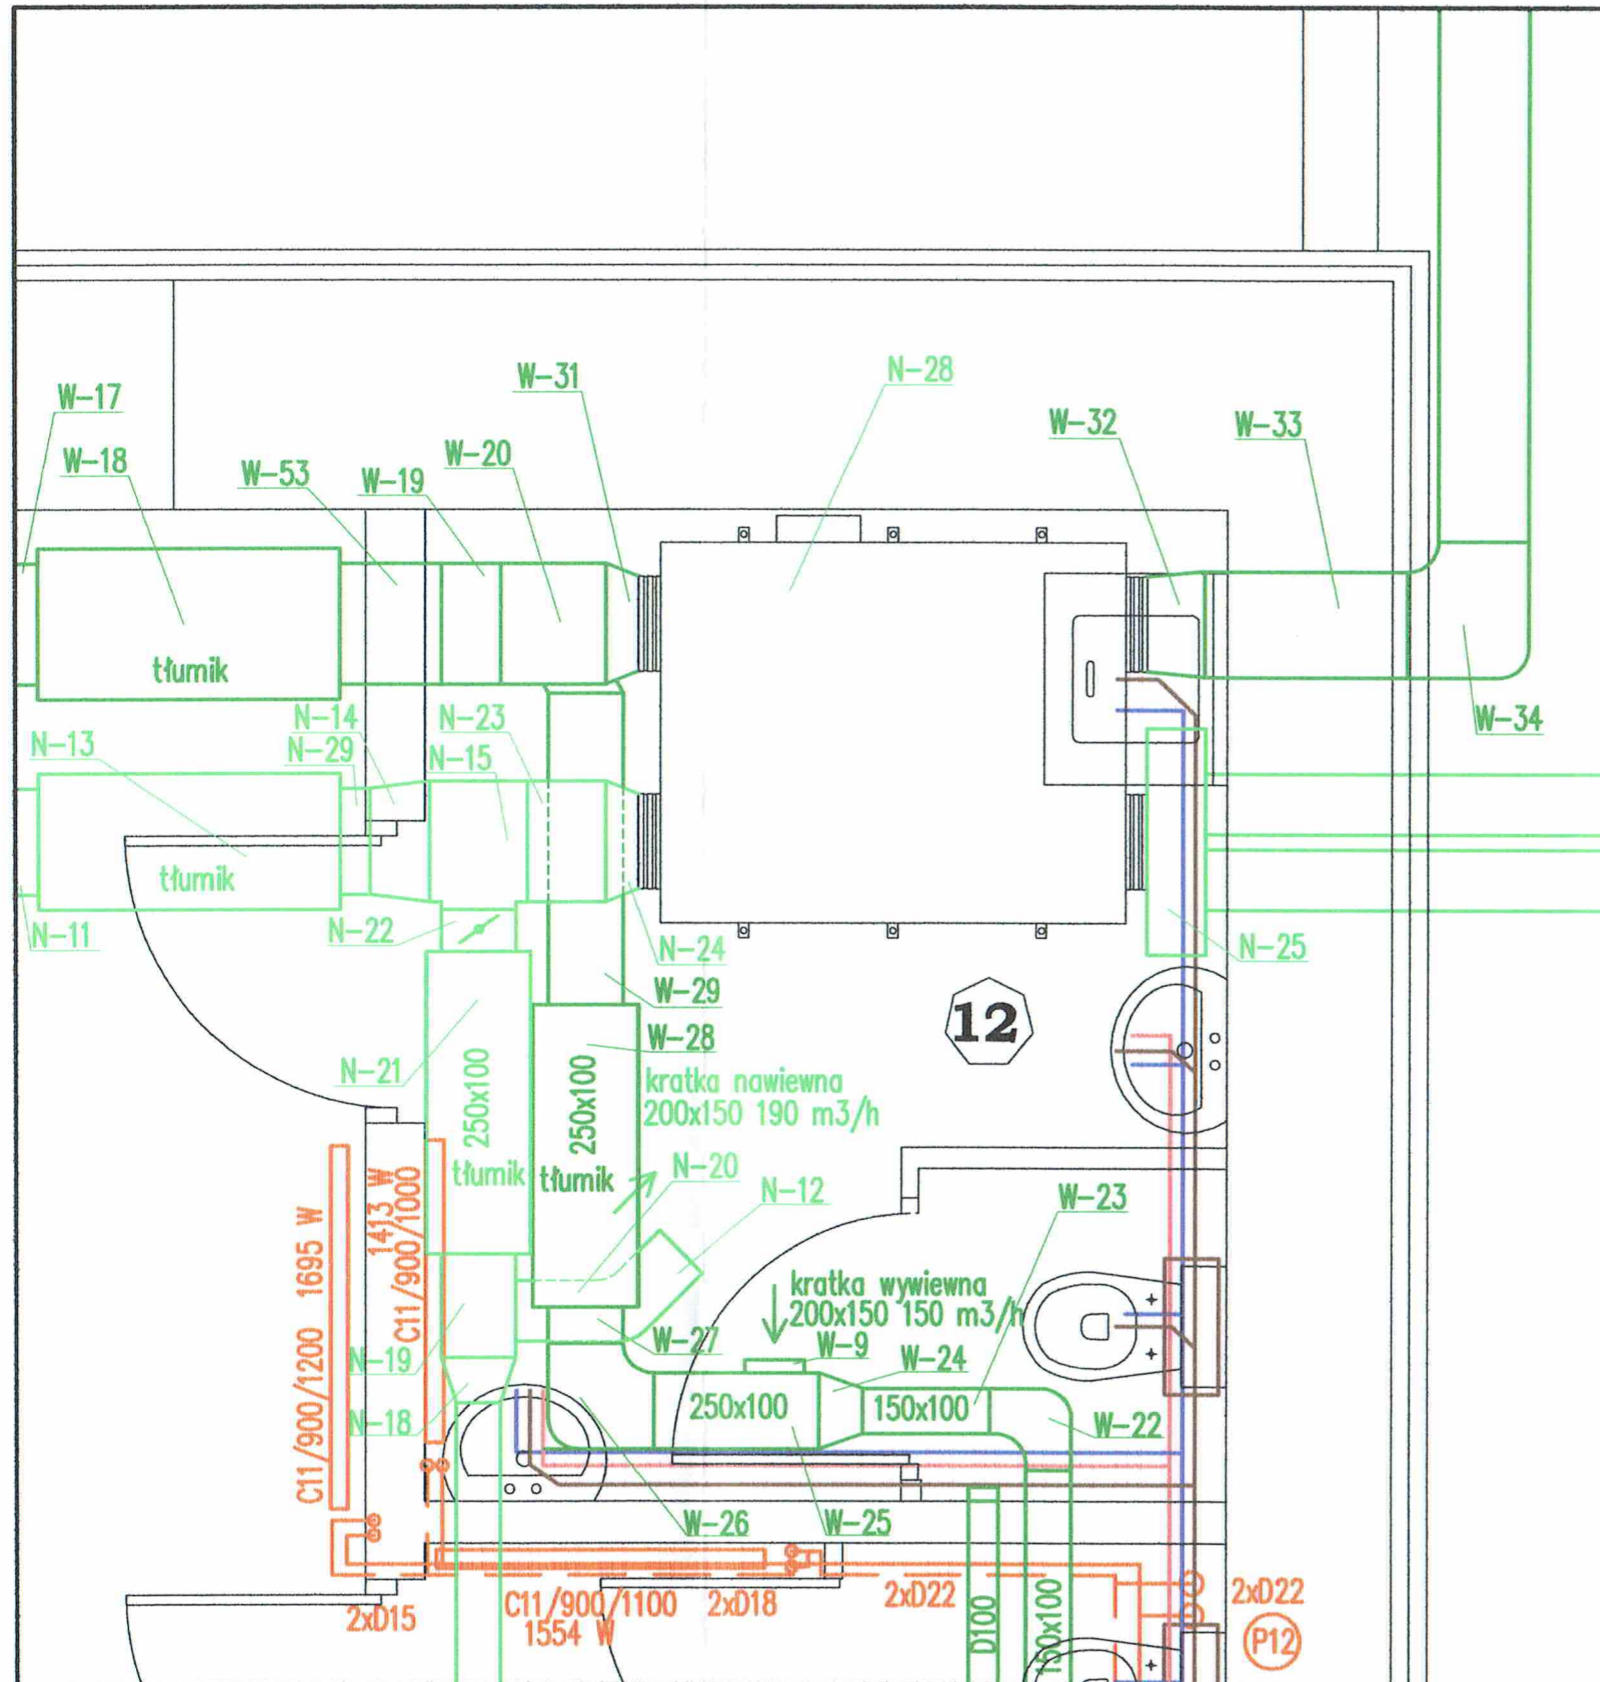 W-31
N-28
W-17
W-32
W-33
W-18
W-53
W-19
W-20
tłumik
N-14
N-23
W-34
N-13
N-29
N-15
tłumik
N-11
N-22
N-24
N-25
W-29
12
W-28
N-21
250x100
250x100
kratka nawiewna
200x150 190 m3/h
tłumik
tłumik
N-20
N-12
W-23
C11/900/1200 1695 W
1413 W
C11/900/1000
kratka wywiewna
200x150 150 m3/h
W-27
W-9
W-24
N-19
250x100
150x100
N-18
W-22
W-26
W-25
2xD15
C11/900/1100
1554 W
2xD18
2xD22
D100
150x100
2xD22
P12